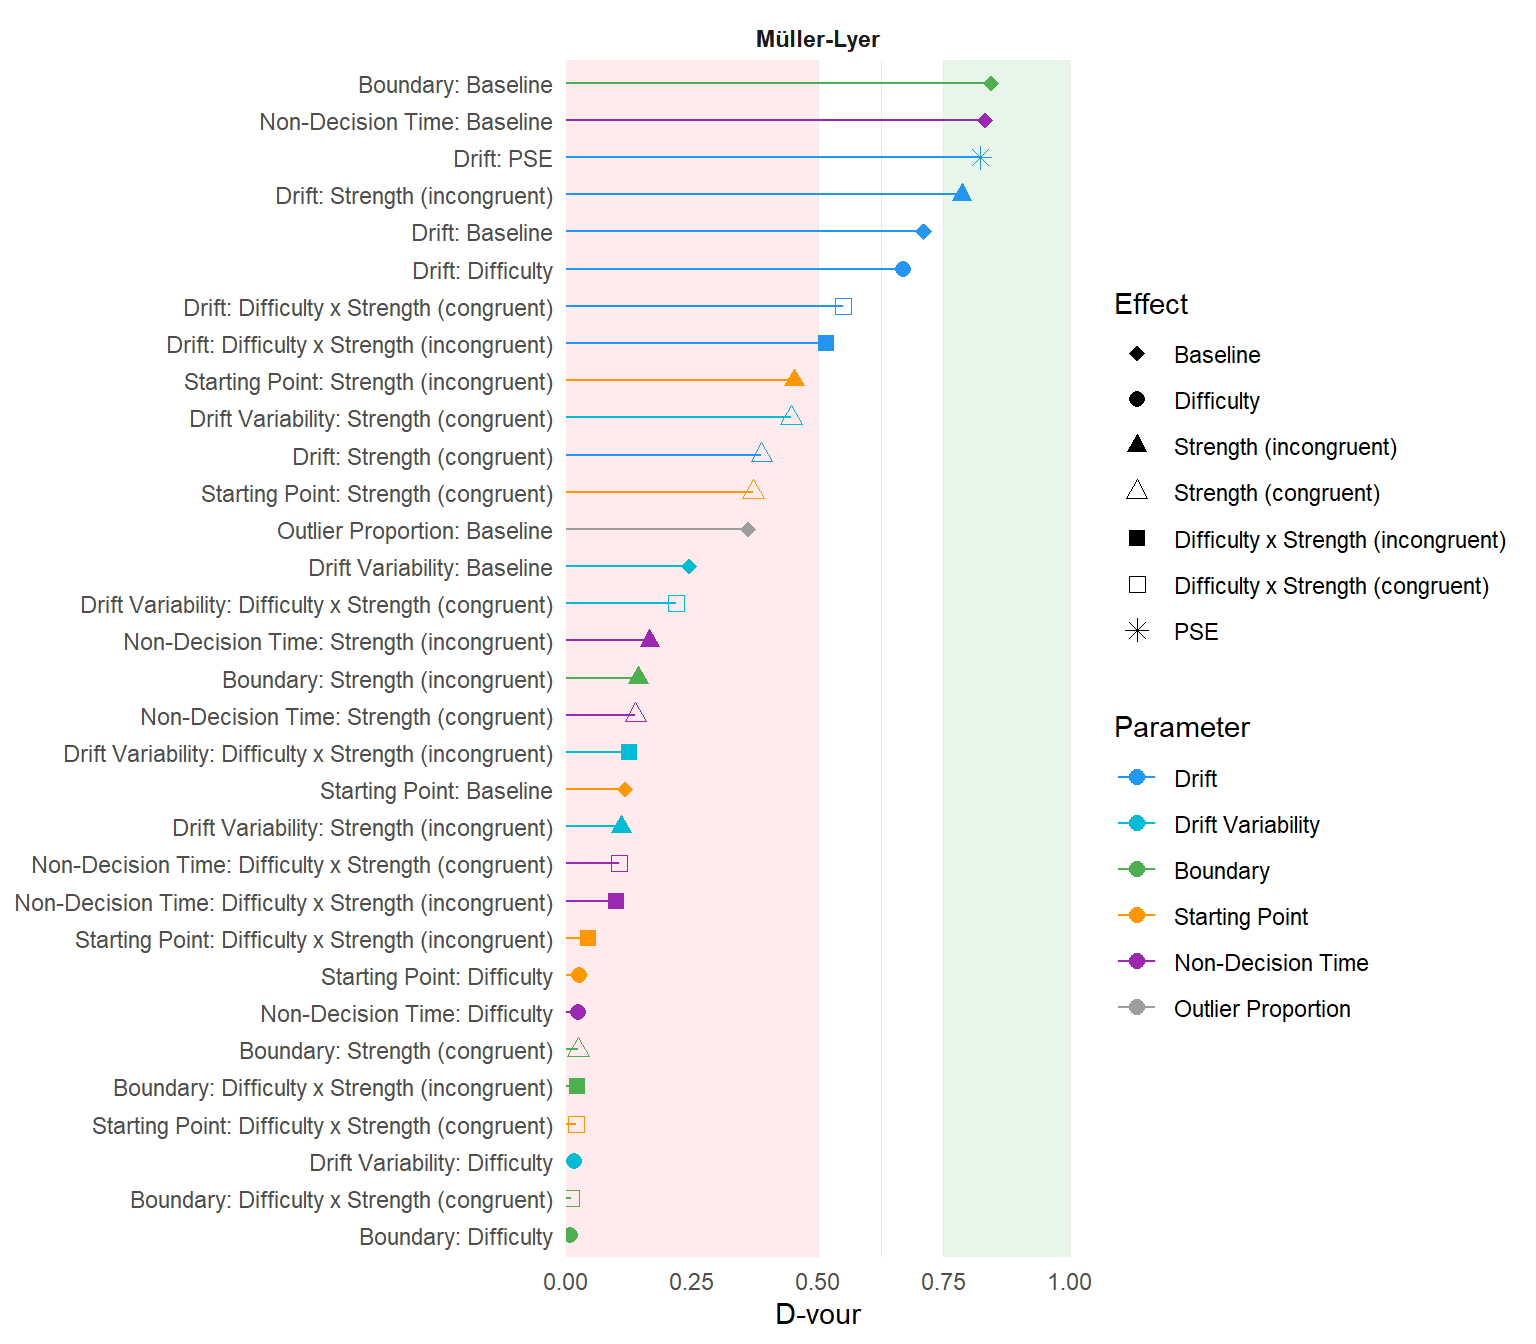 Müller-Lyer
Boundary: Baseline
Non-Decision Time: Baseline
Drift: PSE
Drift: Strength (incongruent)
Drift: Baseline
Drift: Difficulty
Drift: Difficulty x Strength (congruent)
Drift: Difficulty x Strength (incongruent)
Starting Point: Strength (incongruent)
Drift Variability: Strength (congruent)
Drift: Strength (congruent)
Starting Point: Strength (congruent)
Outlier Proportion: Baseline
Drift Variability: Baseline
Drift Variability: Difficulty x Strength (congruent)
Non-Decision Time: Strength (incongruent)
Boundary: Strength (incongruent)
Non-Decision Time: Strength (congruent)
Drift Variability: Difficulty x Strength (incongruent)
Starting Point: Baseline
Drift Variability: Strength (incongruent)
Non-Decision Time: Difficulty x Strength (congruent)
Non-Decision Time: Difficulty x Strength (incongruent)
Starting Point: Difficulty x Strength (incongruent)
Starting Point: Difficulty
Non-Decision Time: Difficulty
Boundary: Strength (congruent)
Boundary: Difficulty x Strength (incongruent)
Starting Point: Difficulty x Strength (congruent)
Drift Variability: Difficulty
Boundary: Difficulty x Strength (congruent)
Boundary: Difficulty
0.00 0.25 0.50 0.75 1.00
D-vour
Effect
Baseline
Difficulty
Strength (incongruent)
Strength (congruent)
Difficulty x Strength (incongruent)
Difficulty x Strength (congruent)
PSE
Parameter
Drift
Drift Variability
Boundary
Starting Point
Non-Decision Time
Outlier Proportion